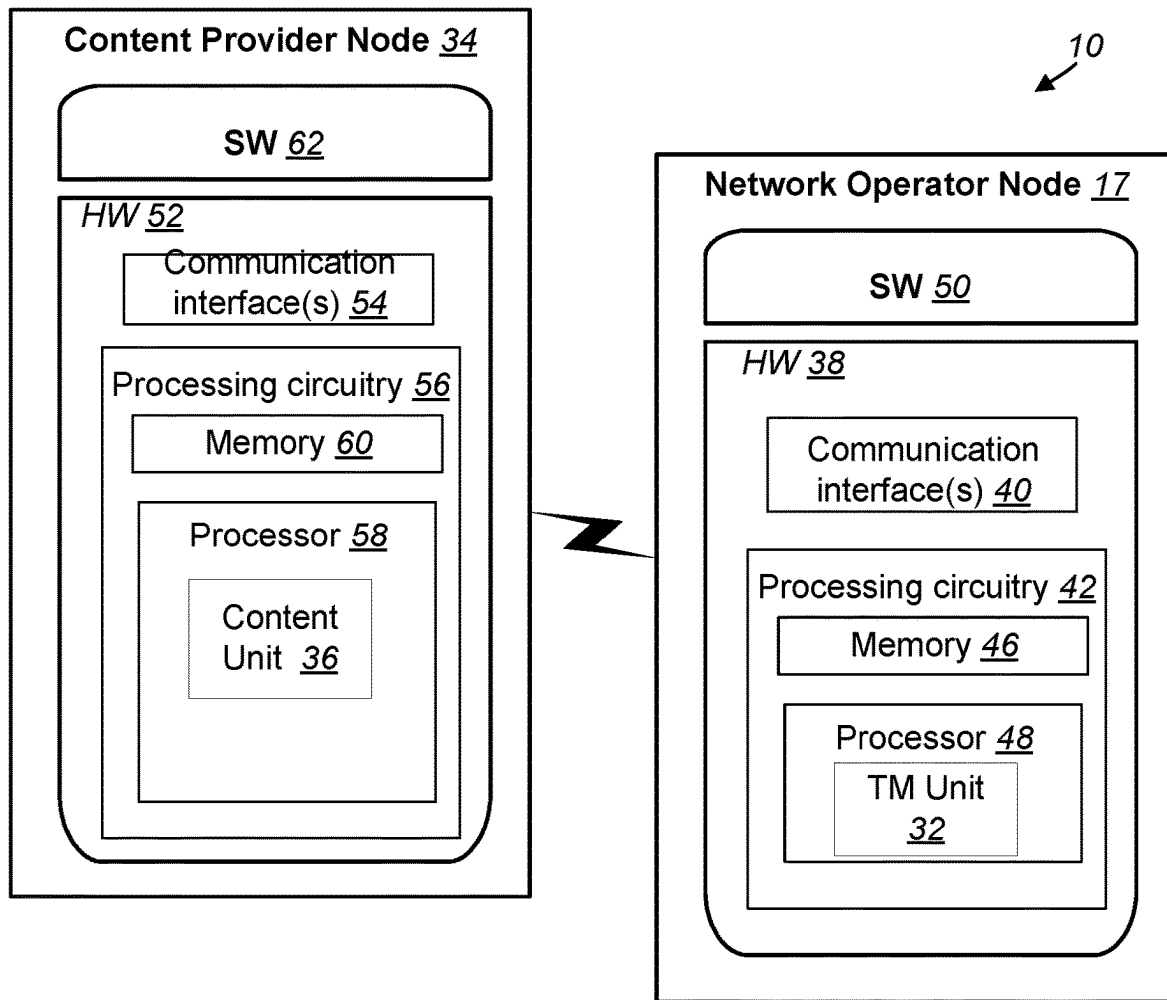 Content Provider Node 34
SW 62
HW 52
Communication
interface(s) 54
Processing circuitry 56
Memory 60
Processor 58
Content
Unit 36
10
Network Operator Node 17
SW 50
HW 38
Communication
interface(s) 40
Processing circuitry 42
Memory 46
Processor 48
TM Unit
32